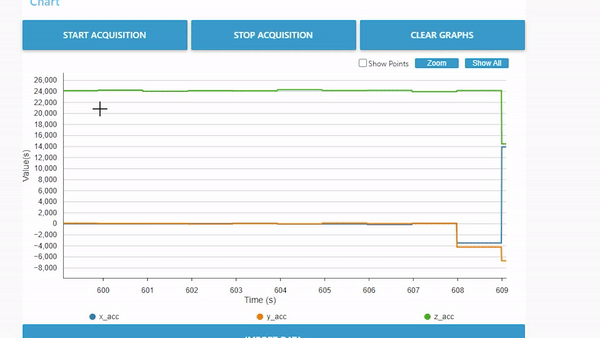 Chart
START ACQUISITION STOP ACQUISITION CLEAR GRAPHS
Show Points Zoom Show All
26,000
24,000
22,000
20,000
18,000
16,000
14,000
12,000
10,000
8,000
6,000
4,000
2,000
0
−2,000
−4,000
−6,000
−8,000
Value(s)
600 601 602 603 604 605 606 607 608 609
Time (s)
x_acc y_acc z_acc